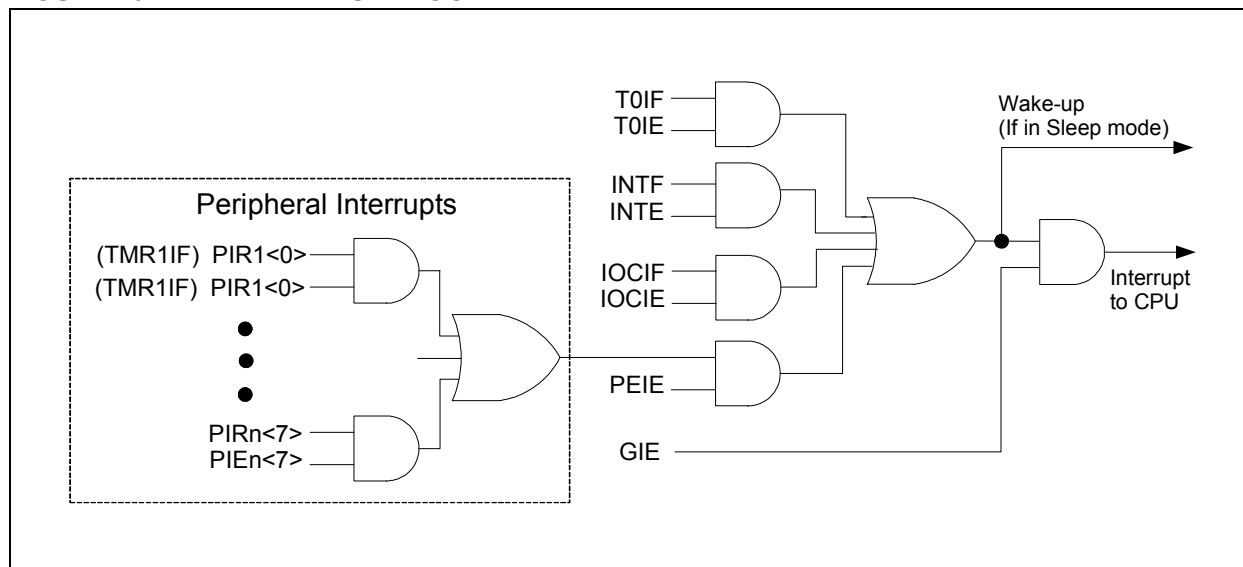 Wake-up
(If in Sleep mode)
T0IF
T0IE
INTF
INTE
IOCIF
IOCIE
PEIE
GIE
Interrupt
to CPU
Peripheral Interrupts
(TMR1IF) PIR1<0>
(TMR1IF) PIR1<0>
PIRn<7>
PIEn<7>